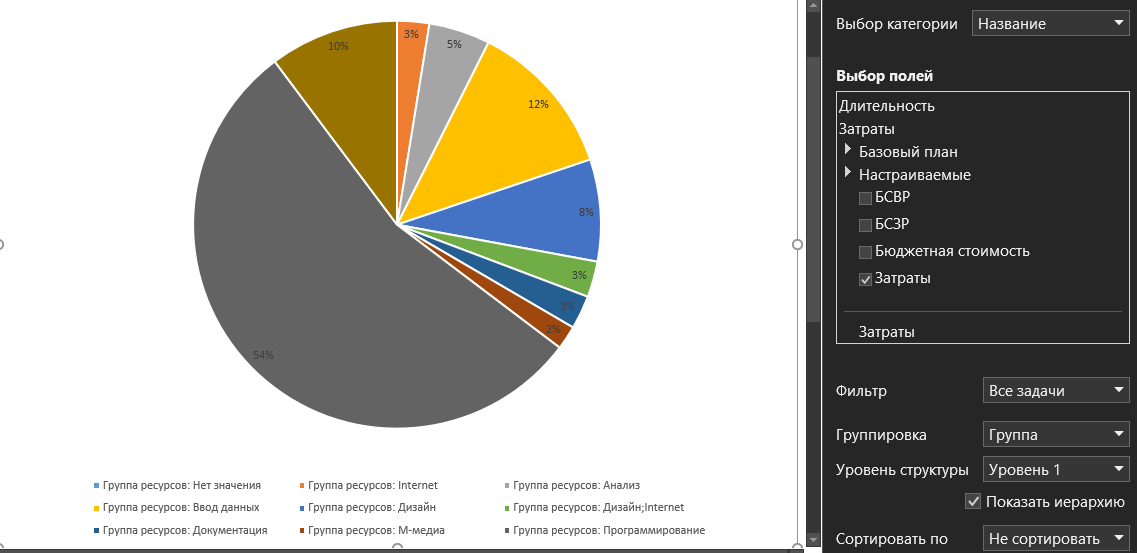 10%
3%
5%
12%
8%
3%
3%
2%
54%
Группа ресурсов: Нет значения
Группа ресурсов: Internet
Группа ресурсов: Анализ
Группа ресурсов: Ввод данных
Группа ресурсов: Дизайн
Группа ресурсов: Дизайн;Internet
Группа ресурсов: Документация
Группа ресурсов: М-медиа
Группа ресурсов: Программирование
Выбор категории
Название
Выбор полей
Длительность
Затраты
Базовый план
Настраиваемые
БСВР
БСЗР
Бюджетная стоимость
Затраты
Затраты
Фильтр
Все задачи
Группировка
Группа
Уровень структуры
Уровень 1
Показать иерархию
Сортировать по
Не сортировать